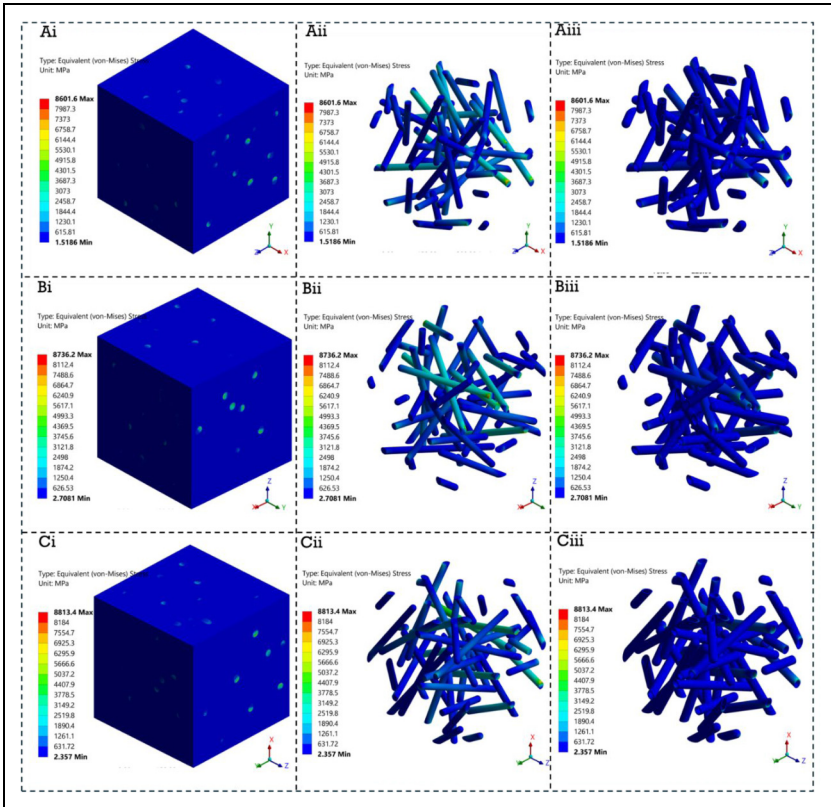 Ai
Type: Equivalent (von-Mises) Stress
Unit: MPa
8601.6 Max
7987.3
7373
6758.7
6144.4
5530.1
4915.8
4301.5
3687.3
3073
2458.7
1844.4
1230.1
615.81
1.5186 Min
Y
Z
X
Aii
Type: Equivalent (von-Mises) Stress
Unit: MPa
8601.6 Max
7987.3
7373
6758.7
6144.4
5530.1
4915.8
4301.5
3687.3
3073
2458.7
1844.4
1230.1
615.81
1.5186 Min
Y
Z
X
Aiii
Type: Equivalent (von-Mises) Stress
Unit: MPa
8601.6 Max
7987.3
7373
6758.7
6144.4
5530.1
4915.8
4301.5
3687.3
3073
2458.7
1844.4
1230.1
615.81
1.5186 Min
Y
Z
X
Bi
Type: Equivalent (von-Mises) Stress
Unit: MPa
8736.2 Max
8112.4
7488.6
6864.7
6240.9
5617.1
4993.3
4369.5
3745.6
3121.8
2498
1874.2
1250.4
626.53
2.7081 Min
Z
X
Y
Bii
Type: Equivalent (von-Mises) Stress
Unit: MPa
8736.2 Max
8112.4
7488.6
6864.7
6240.9
5617.1
4993.3
4369.5
3745.6
3121.8
2498
1874.2
1250.4
626.53
2.7081 Min
Z
X
Y
Biii
Type: Equivalent (von-Mises) Stress
Unit: MPa
8736.2 Max
8112.4
7488.6
6864.7
6240.9
5617.1
4993.3
4369.5
3745.6
3121.8
2498
1874.2
1250.4
626.53
2.7081 Min
Z
X
Y
Ci
Type: Equivalent (von-Mises) Stress
Unit: MPa
8813.4 Max
8184
7554.7
6925.3
6295.9
5666.6
5037.2
4407.9
3778.5
3149.2
2519.8
1890.4
1261.1
631.72
2.357 Min
X
Y
Z
Cii
Type: Equivalent (von-Mises) Stress
Unit: MPa
8813.4 Max
8184
7554.7
6925.3
6295.9
5666.6
5037.2
4407.9
3778.5
3149.2
2519.8
1890.4
1261.1
631.72
2.357 Min
X
Y
Z
Ciii
Type: Equivalent (von-Mises) Stress
Unit: MPa
8813.4 Max
8184
7554.7
6925.3
6295.9
5666.6
5037.2
4407.9
3778.5
3149.2
2519.8
1890.4
1261.1
631.72
2.357 Min
X
Y
Z